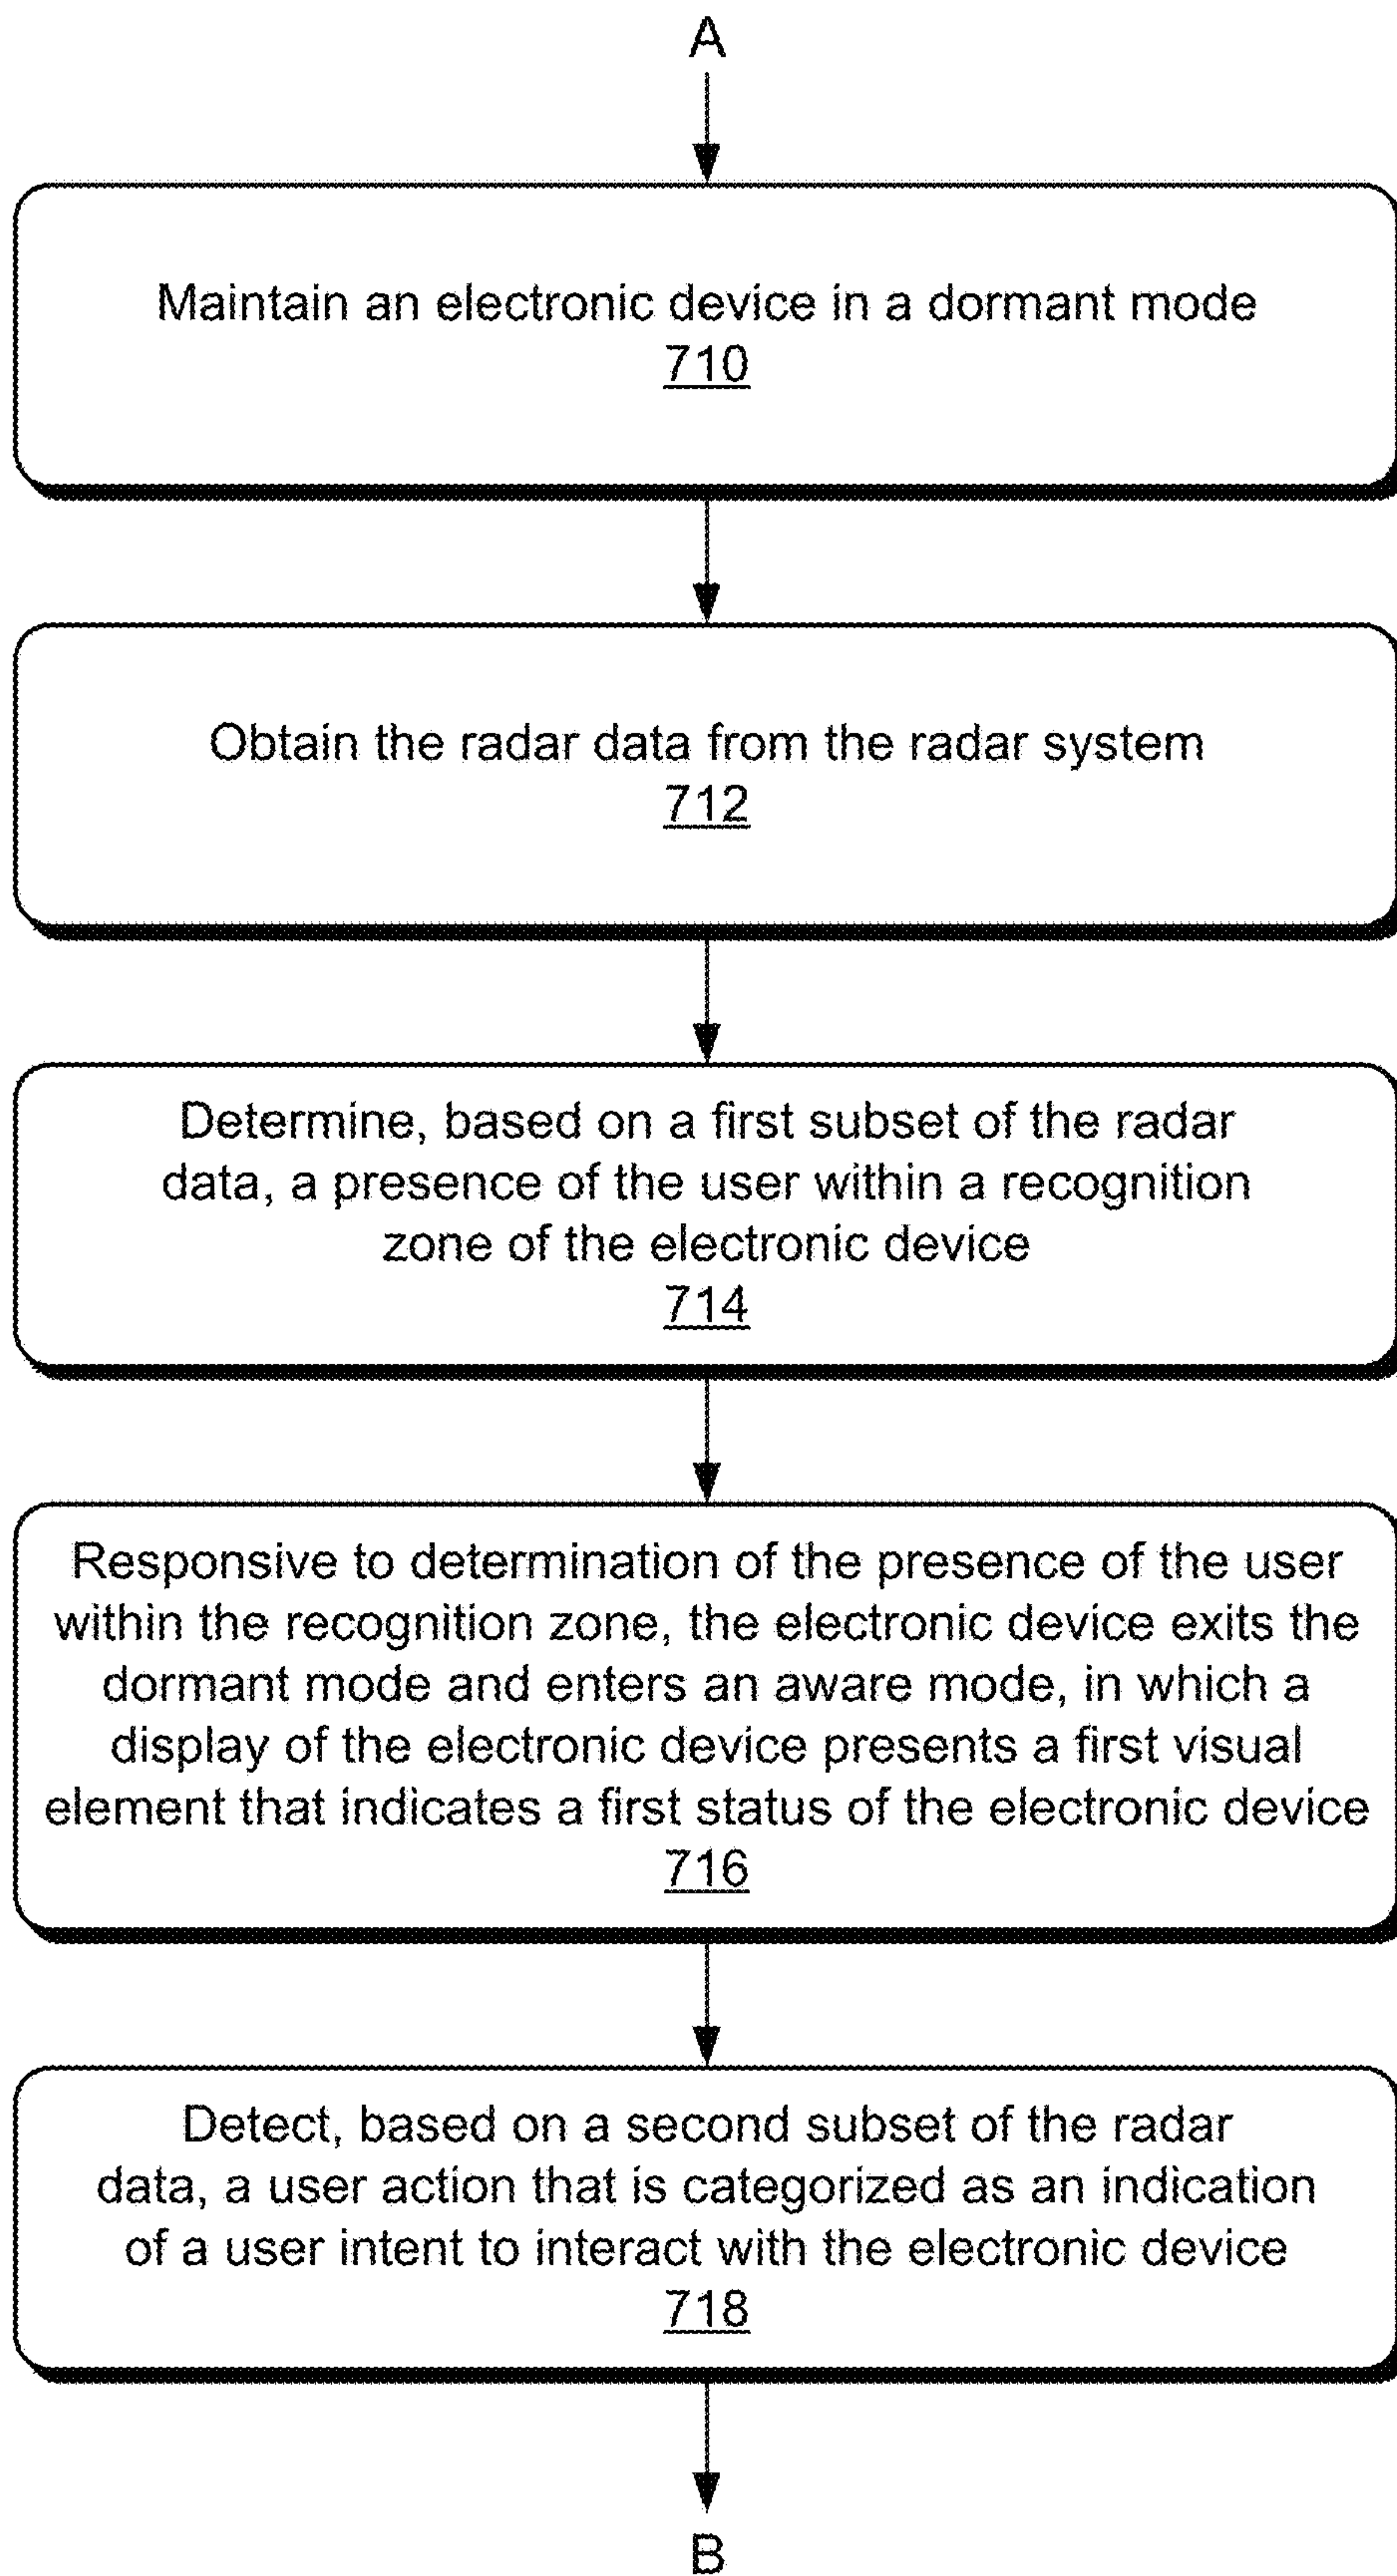 A
Maintain an electronic device in a dormant mode
710
Obtain the radar data from the radar system
712
Determine, based on a first subset of the radar
data, a presence of the user within a recognition
zone of the electronic device
714
Responsive to determination of the presence of the user
within the recognition zone, the electronic device exits the
dormant mode and enters an aware mode, in which a
display of the electronic device presents a first visual
element that indicates a first status of the electronic device
716
Detect, based on a second subset of the radar
data, a user action that is categorized as an indication
of a user intent to interact with the electronic device
718
B